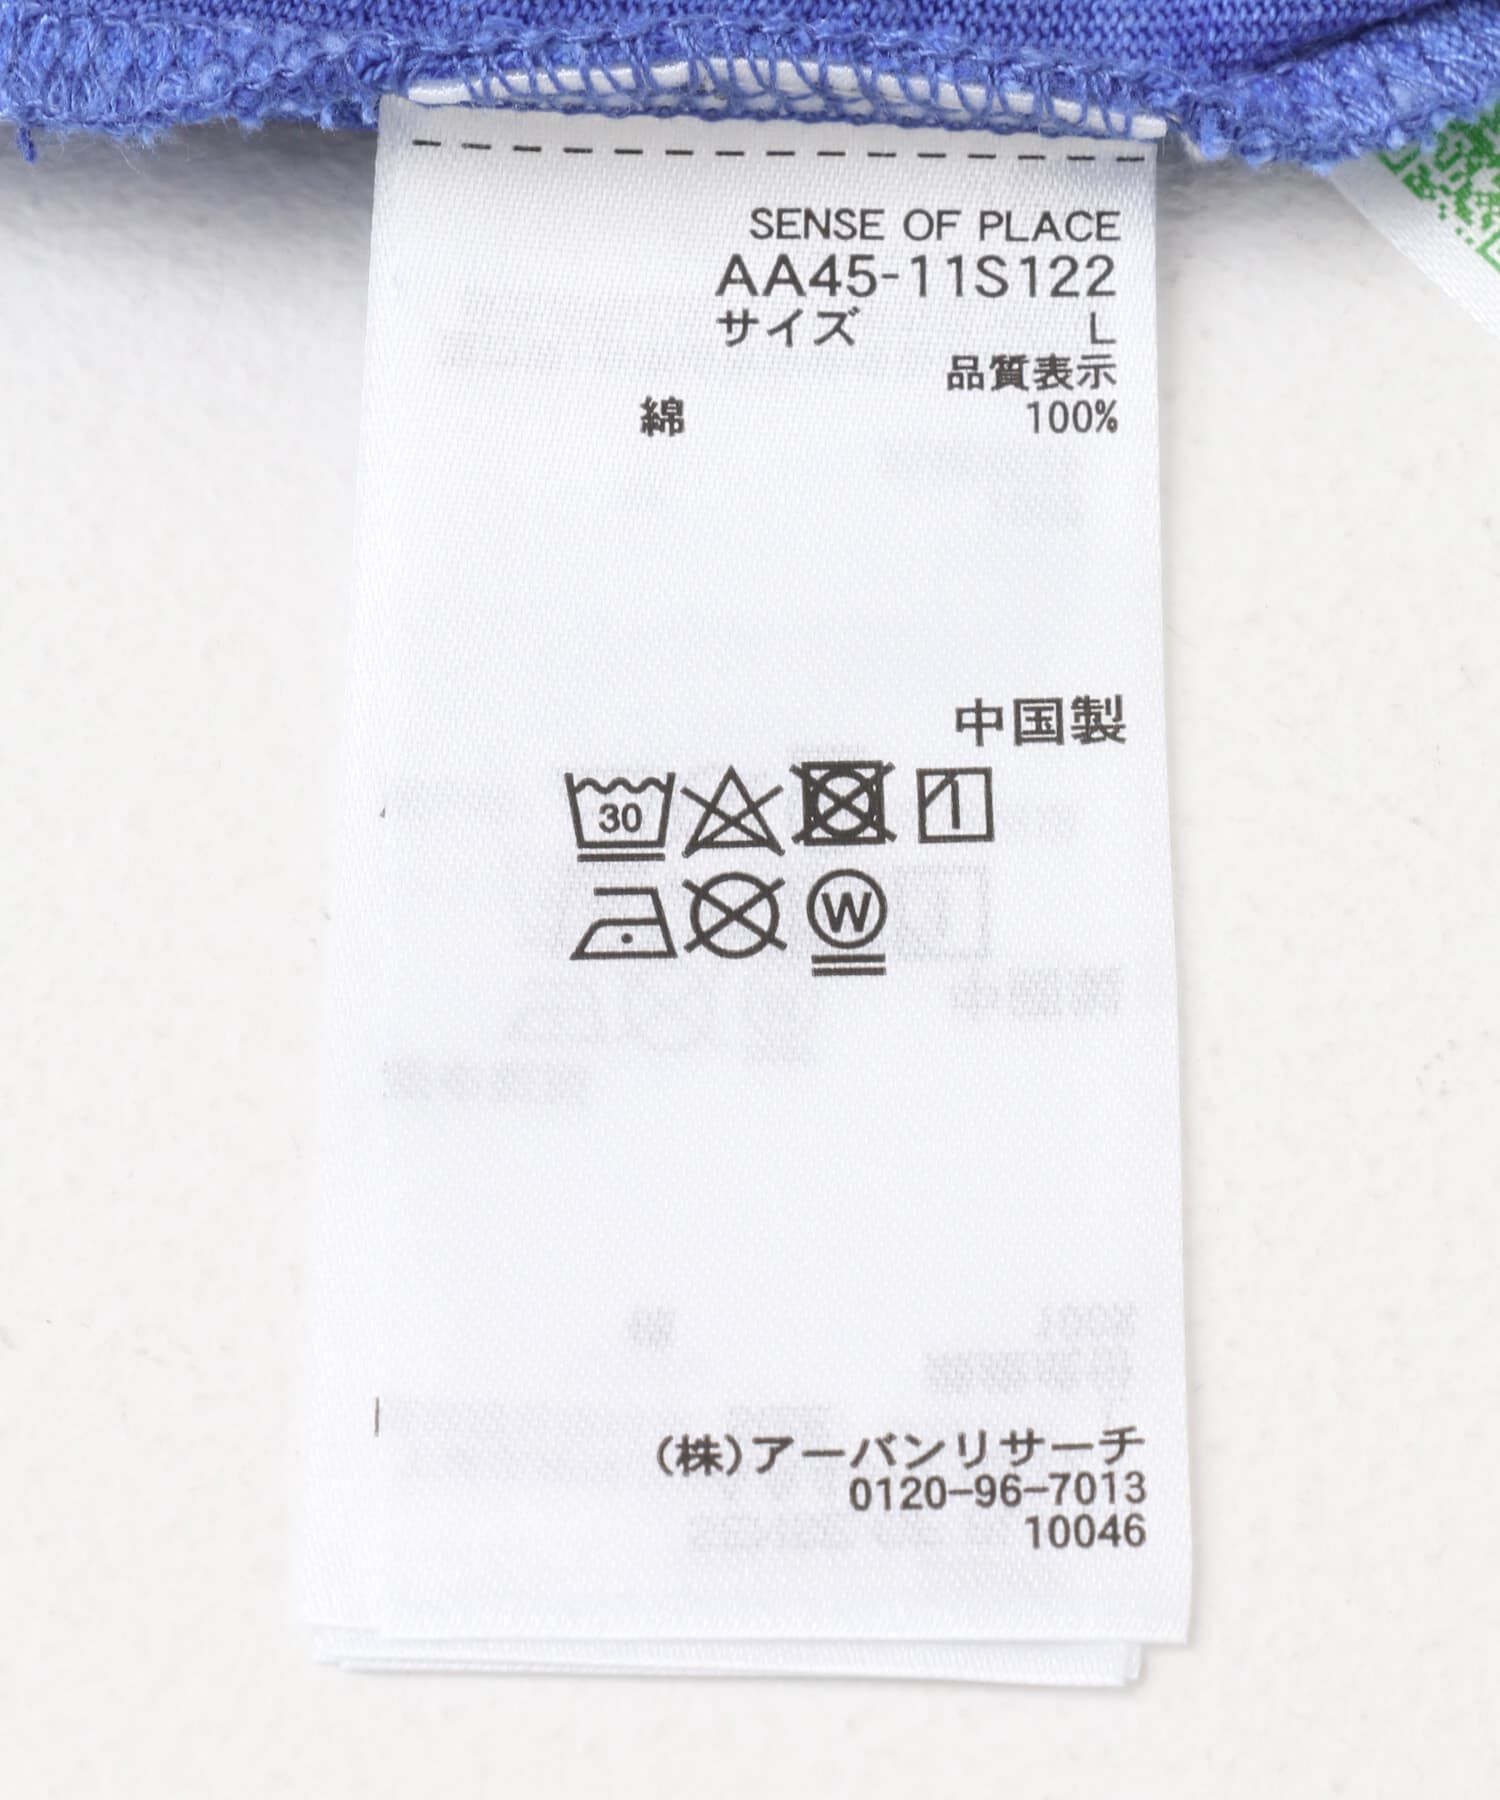 SENSE OF PLACE
AA45-11S122
サイズ L
品質表示
綿 100%
中国製
30
W
(株)アーバンリサーチ
0120-96-7013
10046